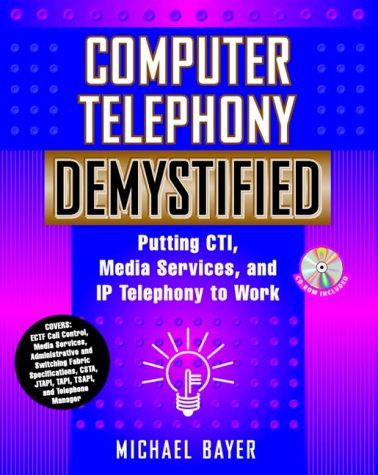 COMPUTER
TELEPHONY
DEMYSTIFIED
Putting CTI,
Media Services, and
IP Telephony to Work
CD-ROM INCLUDED
COVERS:
ECTF Call Control,
Media Services,
Administrative and
Switching Fabric
Specifications, CSTA,
JTAPI, TAPI, TSAPI,
and Telephone
Manager
MICHAEL BAYER